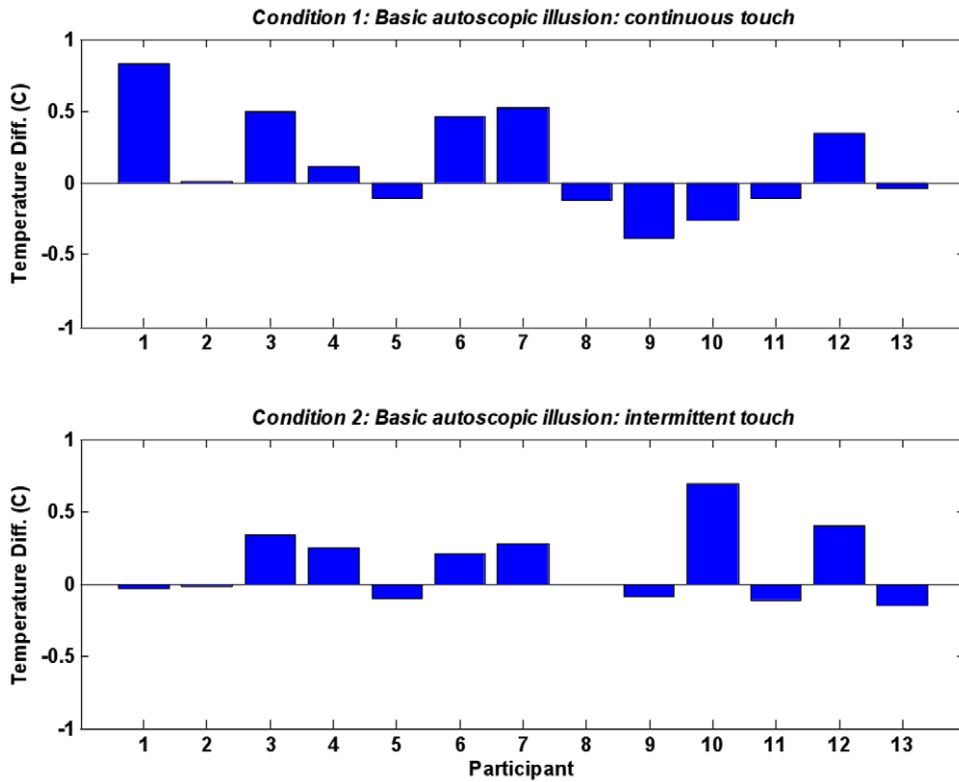 Condition 1: Basic autoscopic illusion: continuous touch
Temperature Diff. (C)
1
0.5
0
-0.5
-1
1 2 3 4 5 6 7 8 9 10 11 12 13
Condition 2: Basic autoscopic illusion: intermittent touch
Temperature Diff. (C)
1
0.5
0
-0.5
-1
1 2 3 4 5 6 7 8 9 10 11 12 13
Participant